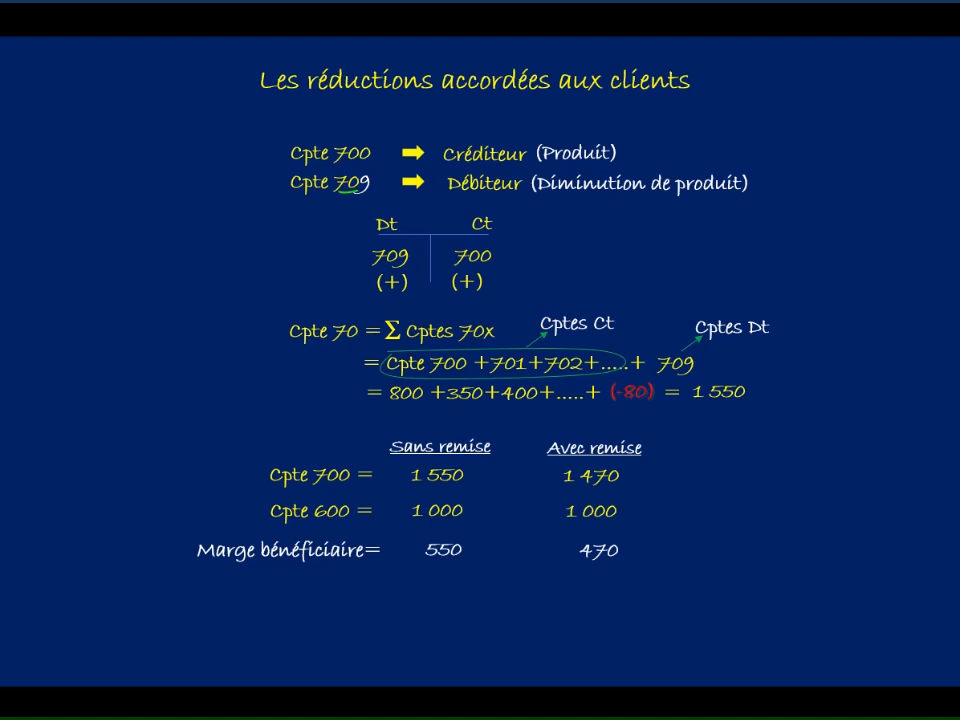 Les réductions accordées aux clients
Cpte 700 ➡ Créditeur (Produit)
Cpte 709 ➡ Débiteur (Diminution de produit)
Dt Ct
709 700
(+) (+)
Cptes Ct Cptes Dt
Cpte 70 = Σ Cptes 70x
= Cpte 700 +701+702+.....+ 709
= 800 +350+400+.....+ (-80) = 1 550
Sans remise Avec remise
Cpte 700 = 1 550 1 470
Cpte 600 = 1 000 1 000
Marge bénéficiaire= 550 470